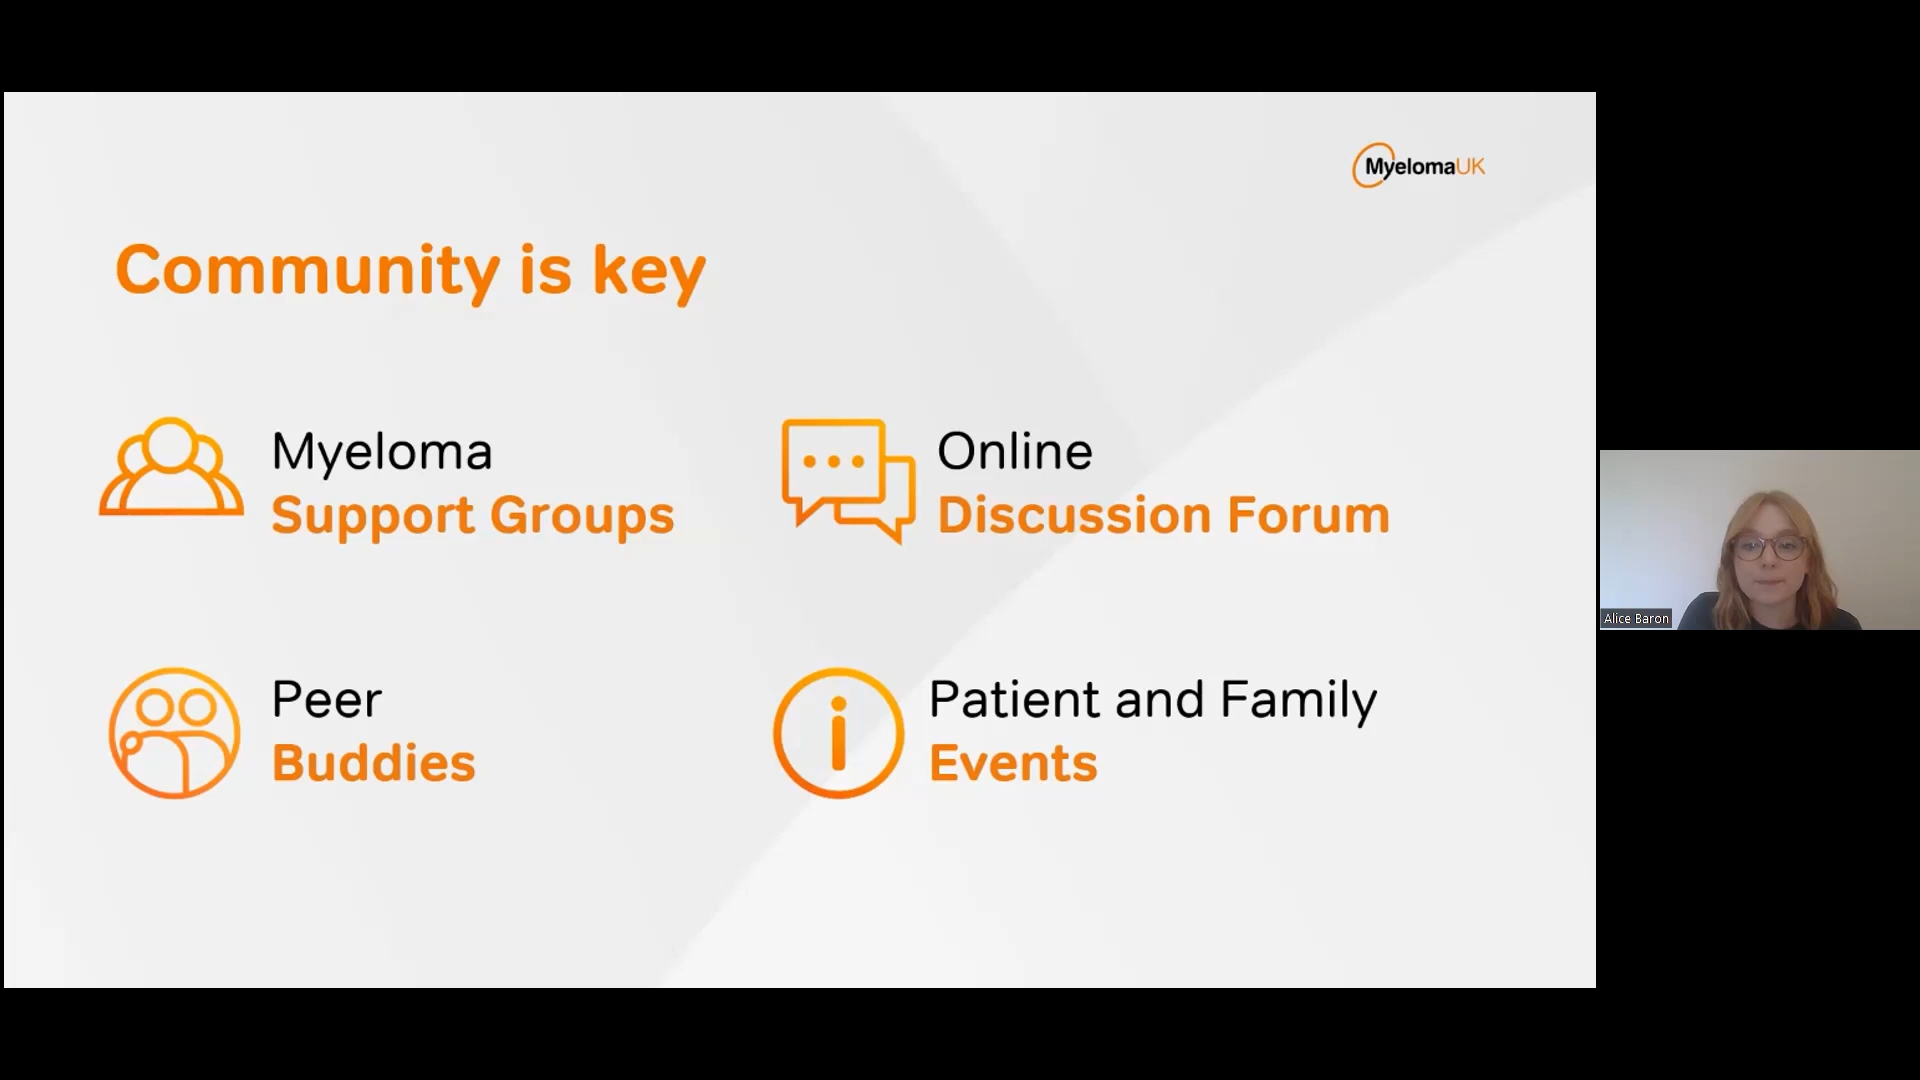 MyelomaUK
Community is key
Myeloma
Support Groups
Online
Discussion Forum
Peer
Buddies
Patient and Family
Events
Alice Baron